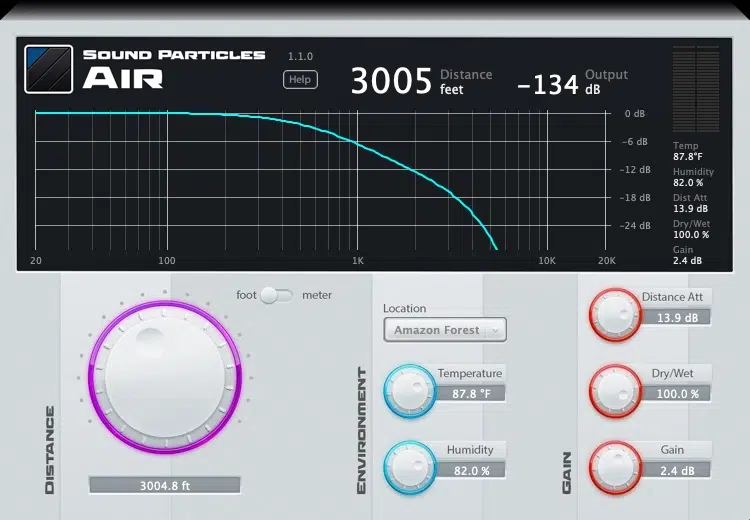 SOUND PARTICLES
AIR
1.1.0
Help
3005 Distance feet
-134 Output dB
0 dB
-6 dB
-12 dB
-18 dB
-24 dB
20 100 1K 10K 20K
Temp
87.8°F
Humidity
82.0 %
Dist Att
13.9 dB
Dry/Wet
100.0 %
Gain
2.4 dB
DISTANCE
foot meter
3004.8 ft
ENVIRONMENT
Location
Amazon Forest
Temperature
87.8 °F
Humidity
82.0 %
GAIN
Distance Att
13.9 dB
Dry/Wet
100.0 %
Gain
2.4 dB